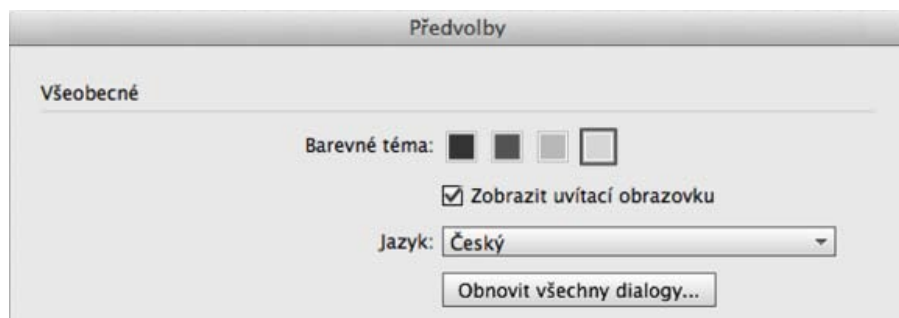 Předvolby
Všeobecné
Barevné téma:
Zobrazit uvítací obrazovku
Jazyk: Český
Obnovit všechny dialogy...